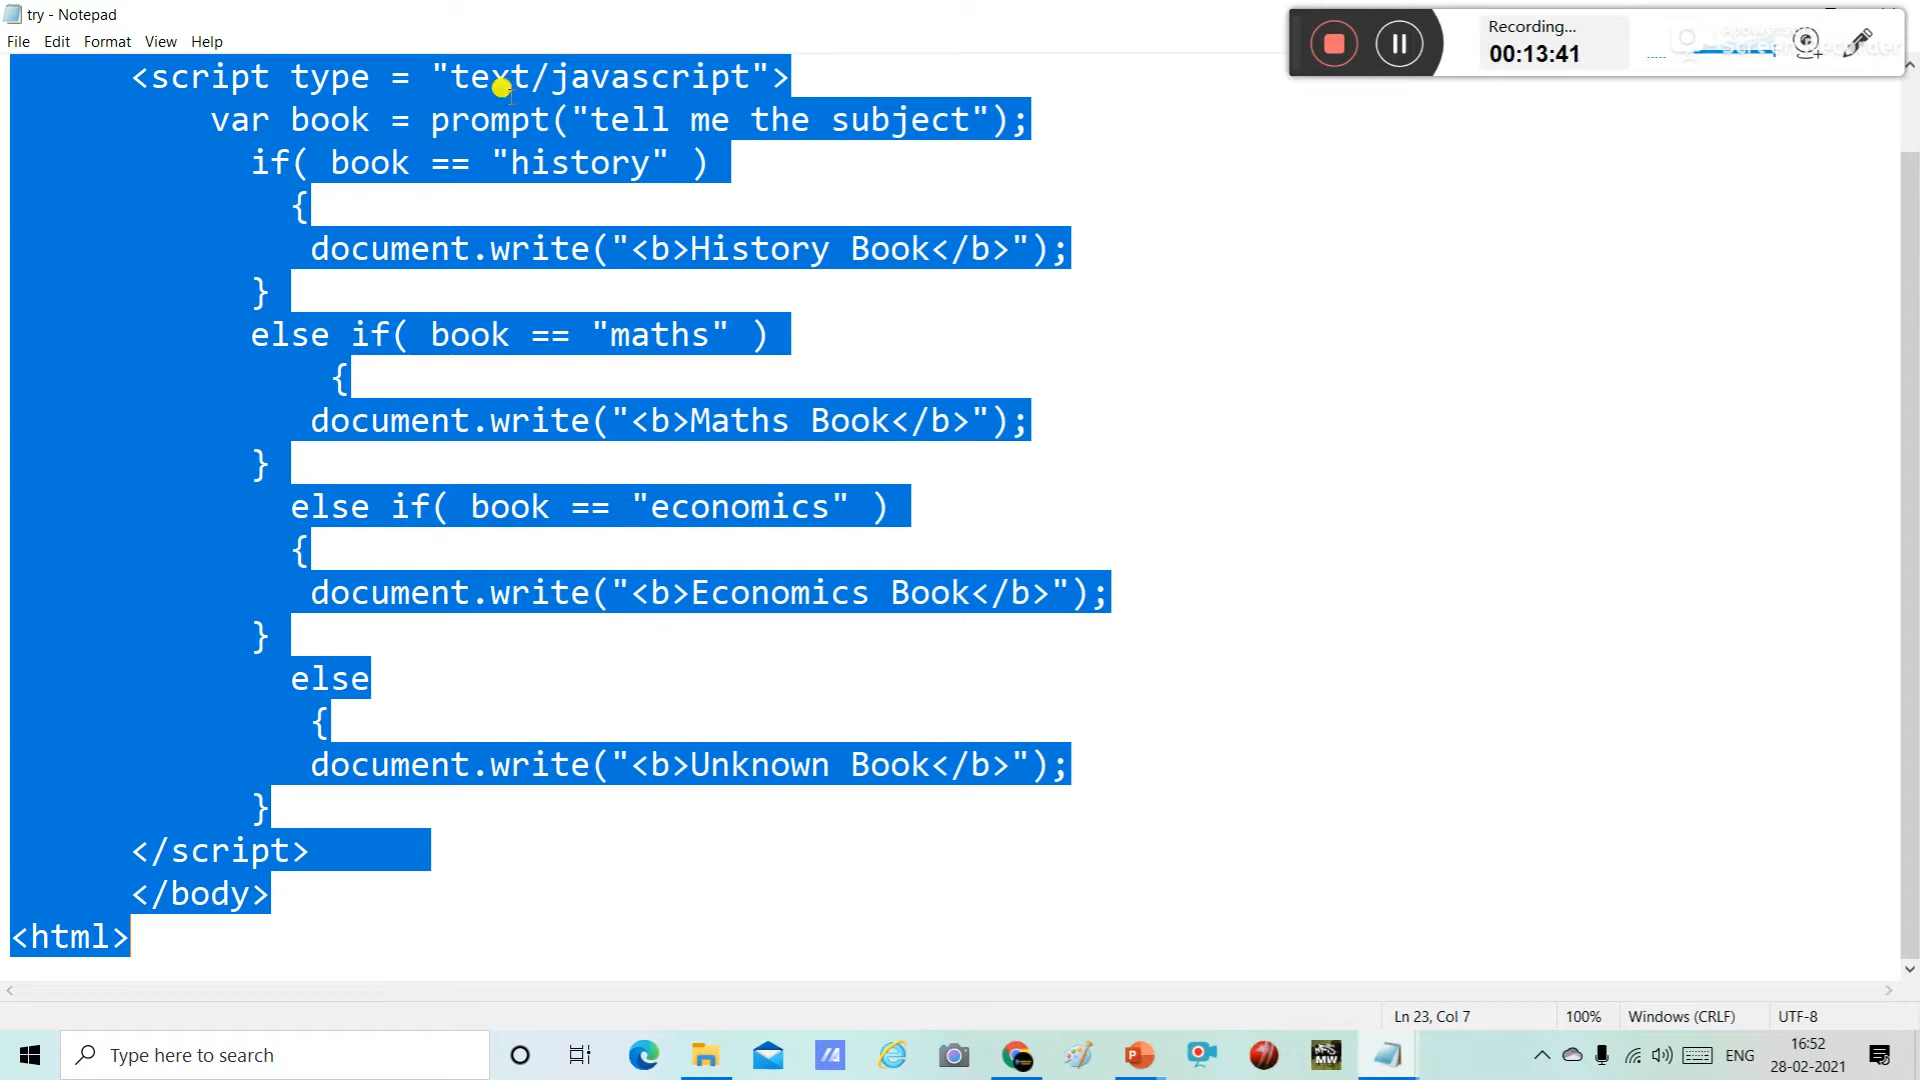 try - Notepad
File Edit Format View Help
Recording...
00:13:41
<script type = "text/javascript">
var book = prompt("tell me the subject");
if( book == "history" )
{
document.write("<b>History Book</b>");
}
else if( book == "maths" )
{
document.write("<b>Maths Book</b>");
}
else if( book == "economics" )
{
document.write("<b>Economics Book</b>");
}
else
{
document.write("<b>Unknown Book</b>");
}
</script>
</body>
<html>
Ln 23, Col 7 100% Windows (CRLF) UTF-8
Type here to search
ENG
16:52
28-02-2021